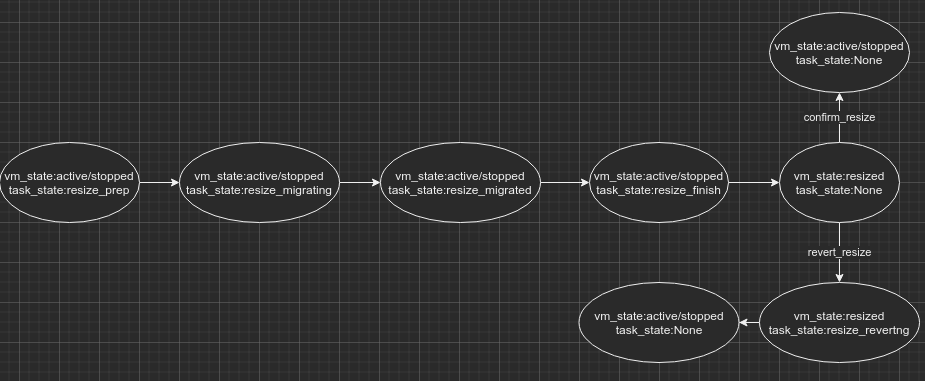 vm_state:active/stopped
task_state:None
confirm_resize
vm_state:active/stopped
task_state:resize_prep
vm_state:active/stopped
task_state:resize_migrating
vm_state:active/stopped
task_state:resize_migrated
vm_state:active/stopped
task_state:resize_finish
vm_state:resized
task_state:None
revert_resize
vm_state:active/stopped
task_state:None
vm_state:resized
task_state:resize_revertng